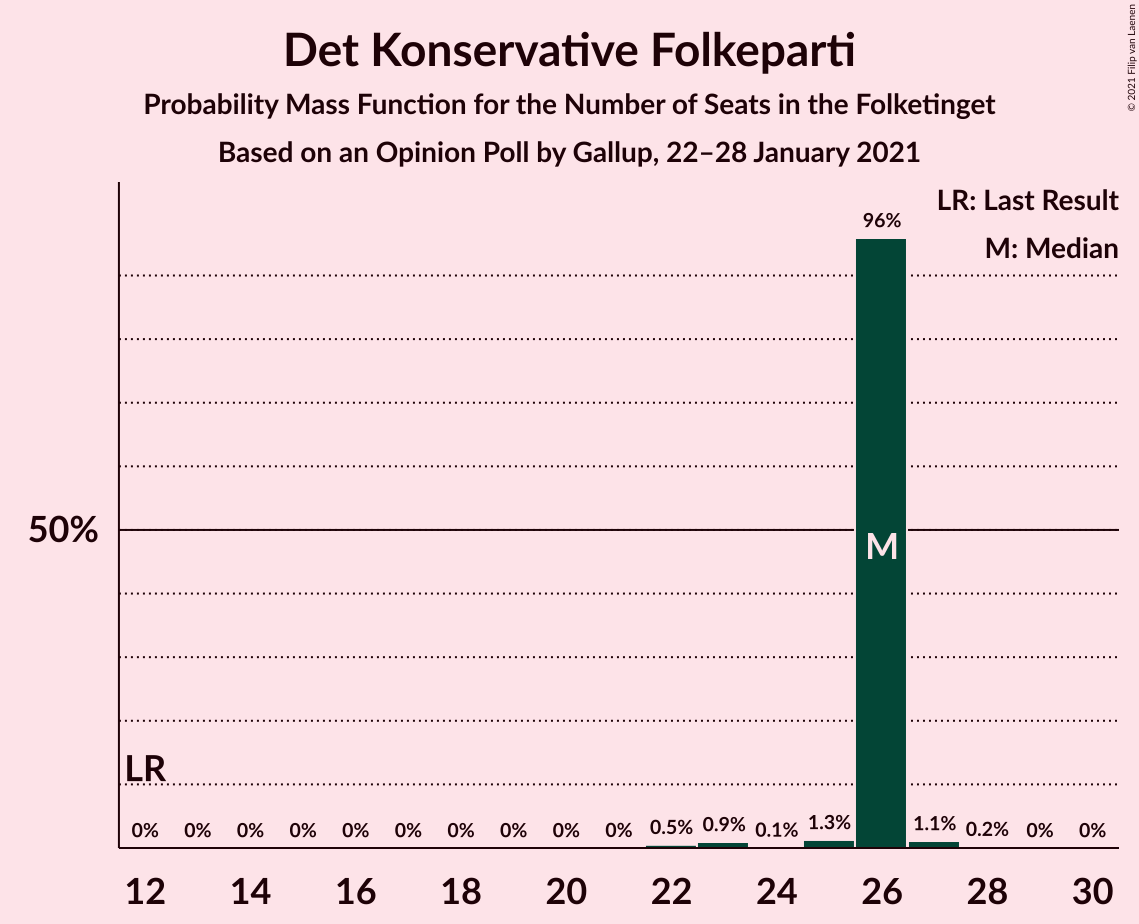 Det Konservative Folkeparti
Probability Mass Function for the Number of Seats in the Folketinget
Based on an Opinion Poll by Gallup, 22–28 January 2021
© 2021 Filip van Laenen
LR: Last Result
M: Median
96%
50%
M
LR
0% 0% 0% 0% 0% 0% 0% 0% 0% 0% 0.5% 0.9% 0.1% 1.3% 1.1% 0.2% 0% 0%
12 14 16 18 20 22 24 26 28 30